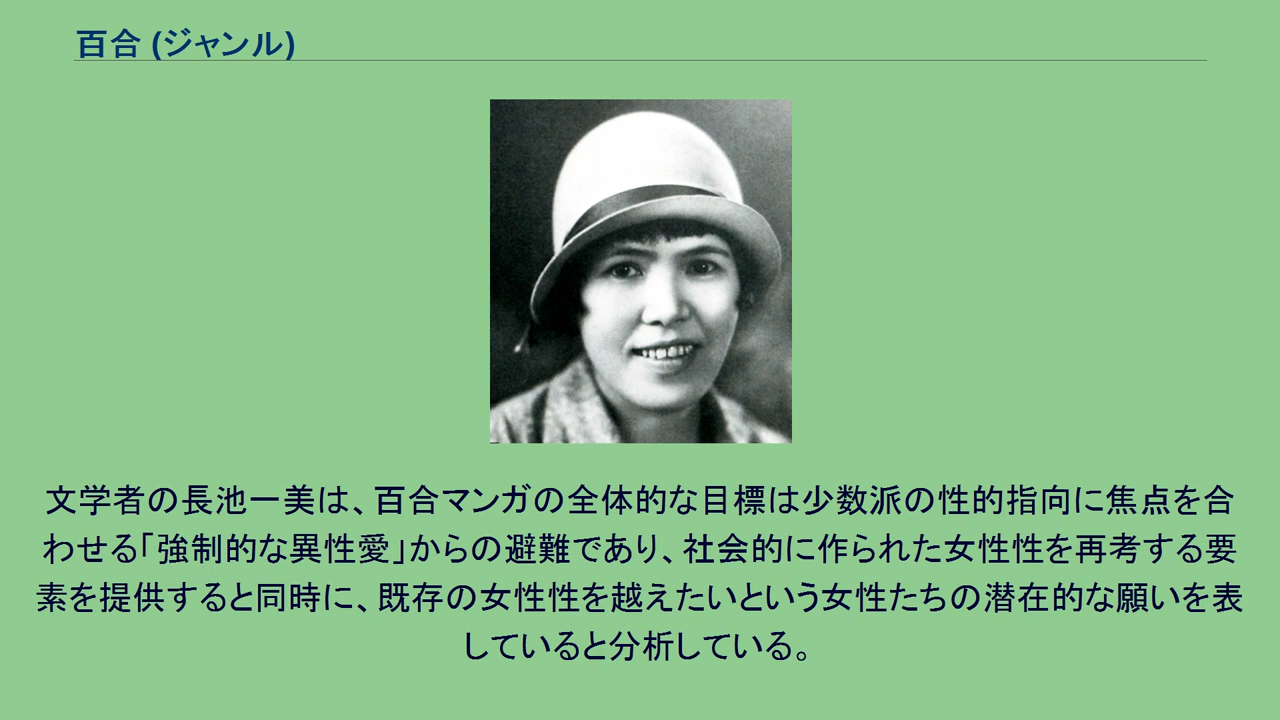 百合 (ジャンル)
文学者の長池一美は、百合マンガの全体的な目標は少数派の性的指向に焦点を合
わせる「強制的な異性愛」からの避難であり、社会的に作られた女性性を再考する要
素を提供すると同時に、既存の女性性を越えたいという女性たちの潜在的な願いを表
していると分析している。